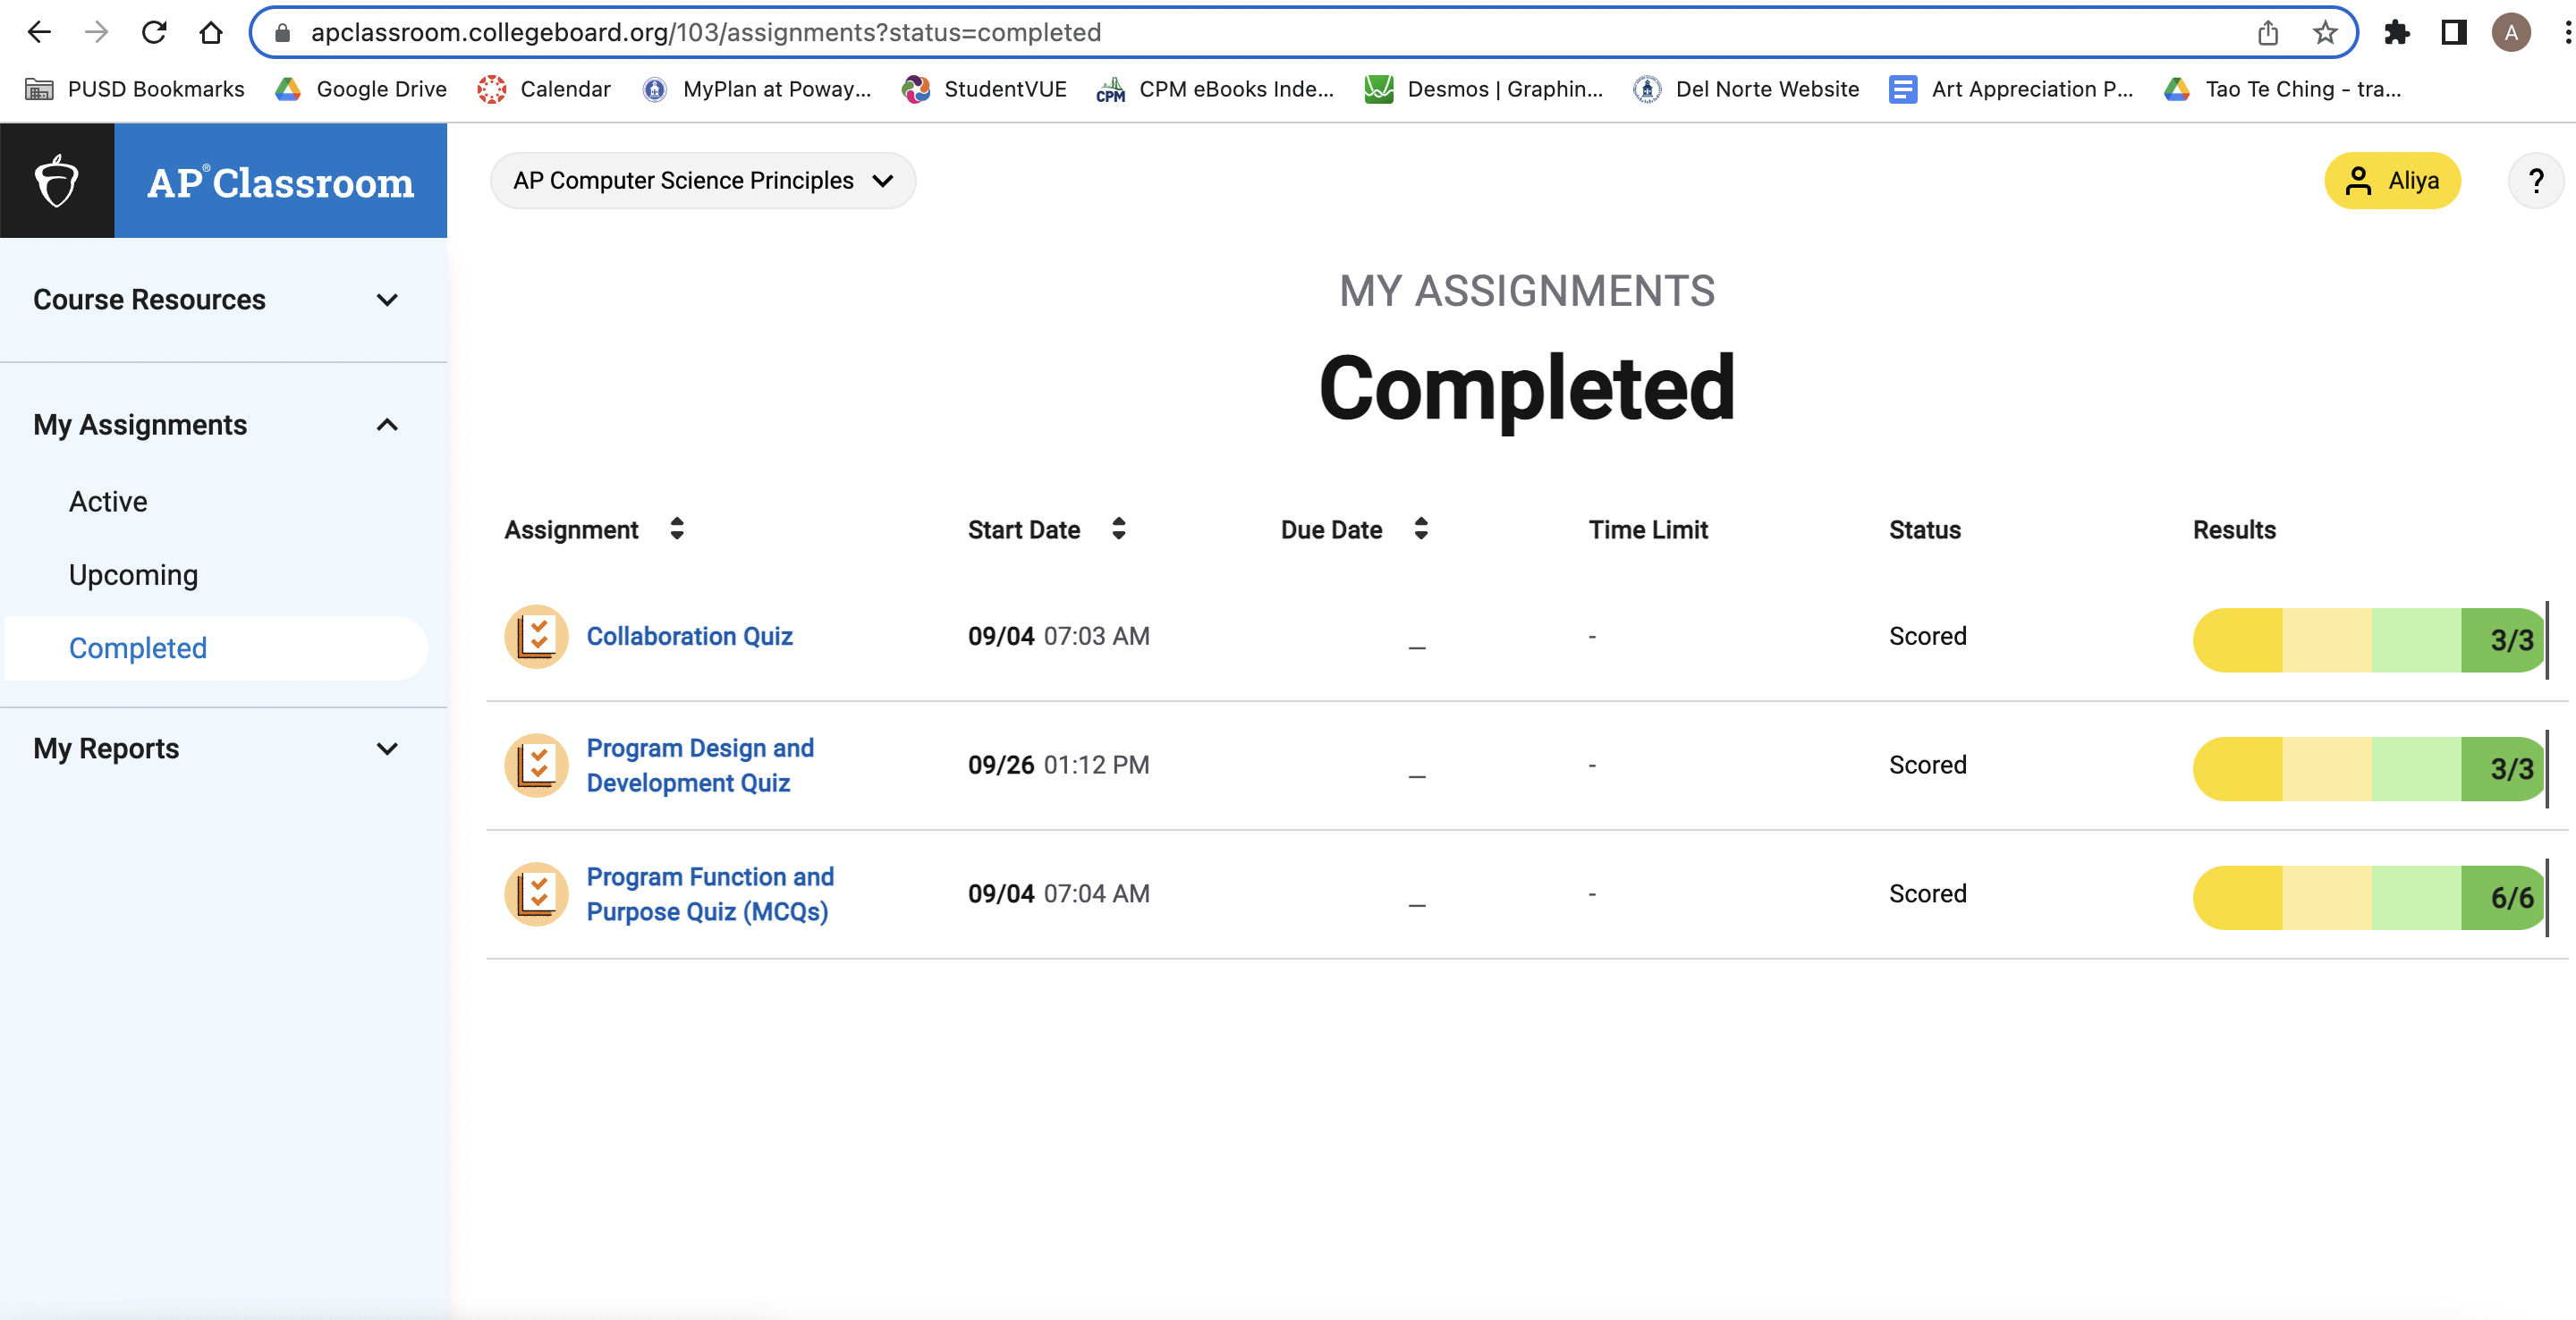 apclassroom.collegeboard.org/103/assignments?status=completed
A
PUSD Bookmarks
Google Drive
Calendar
MyPlan at Poway...
StudentVUE
CPM
CPM eBooks Inde...
Desmos | Graphin...
Del Norte Website
Art Appreciation P...
Tao Te Ching - tra...
AP® Classroom
AP Computer Science Principles
Aliya
?
Course Resources
My Assignments
Active
Upcoming
Completed
My Reports
MY ASSIGNMENTS
Completed
Assignment Start Date Due Date Time Limit Status Results
Collaboration Quiz 09/04 07:03 AM _ - Scored 3/3
Program Design and
Development Quiz 09/26 01:12 PM _ - Scored 3/3
Program Function and
Purpose Quiz (MCQs) 09/04 07:04 AM _ - Scored 6/6